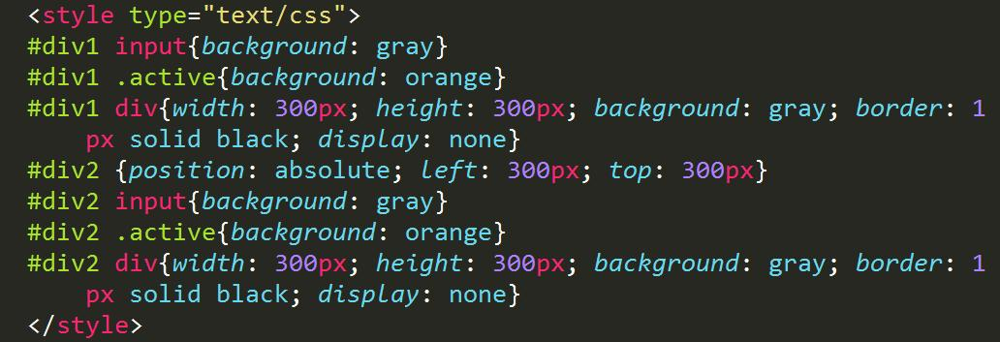 <style type="text/css">
#div1 input{background: gray}
#div1 .active{background: orange}
#div1 div{width: 300px; height: 300px; background: gray; border: 1
px solid black; display: none}
#div2 {position: absolute; left: 300px; top: 300px}
#div2 input{background: gray}
#div2 .active{background: orange}
#div2 div{width: 300px; height: 300px; background: gray; border: 1
px solid black; display: none}
</style>